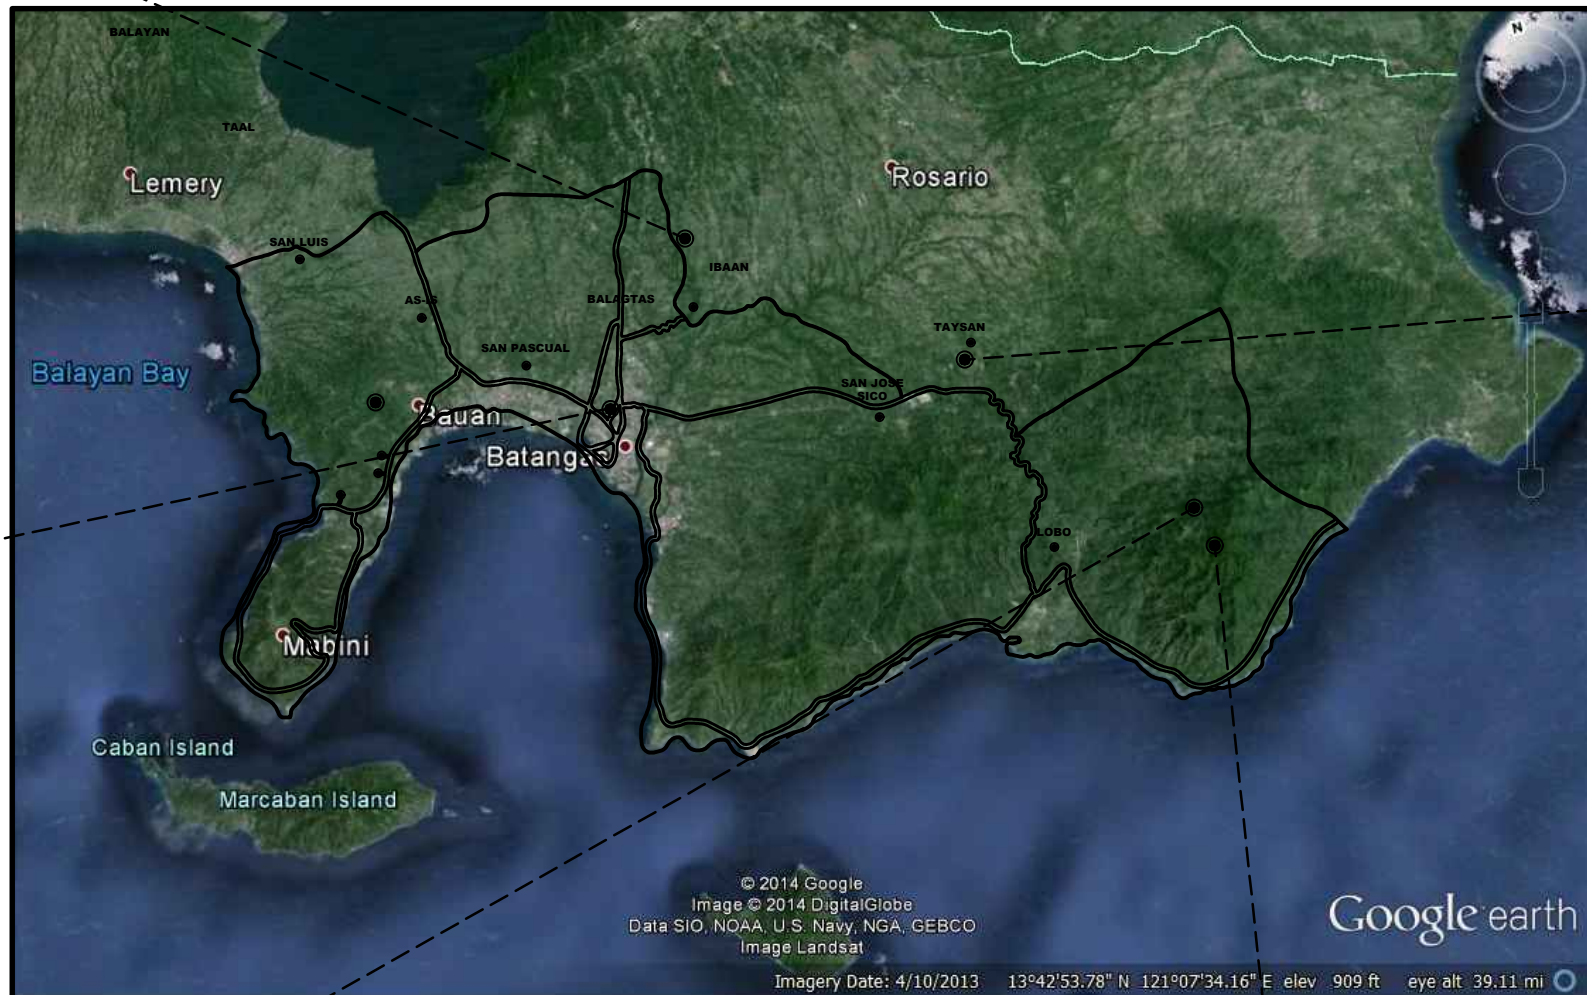 BALAYAN
N
TAAL
Lemery
Rosario
SAN LUIS
IBAAN
AS-IS
BALAGTAS
TAYSAN
SAN PASCUAL
Balayan Bay
SAN JOSE
SICO
Bauan
Batangas
LOBO
Mabini
Caban Island
Marcaban Island
© 2014 Google
Image © 2014 DigitalGlobe
Data SIO, NOAA, U.S. Navy, NGA, GEBCO
Image Landsat
Google earth
Imagery Date: 4/10/2013 13°42'53.78" N 121°07'34.16" E elev 909 ft eye alt 39.11 mi